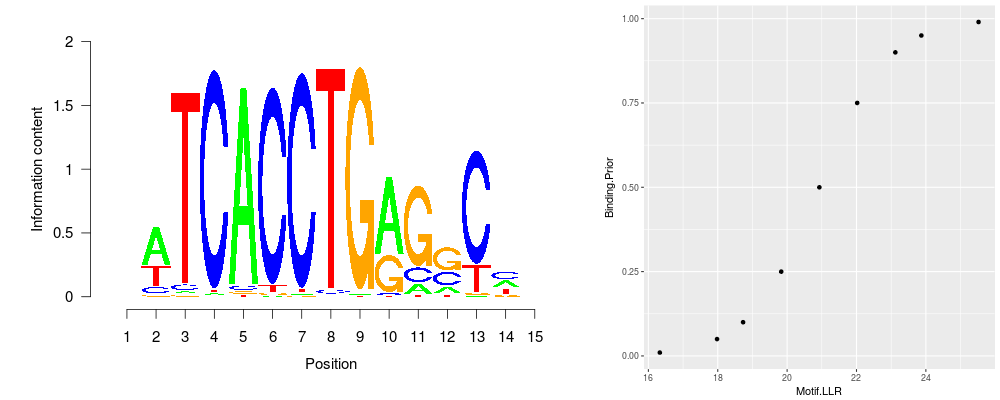 2
1.5
1
0.5
0
Information content
ATCACCTGAGGCC
1 2 3 4 5 6 7 8 9 10 11 12 13 14 15
Position
1.00
0.75
0.50
0.25
0.00
Binding.Prior
16 18 20 22 24
Motif.LLR